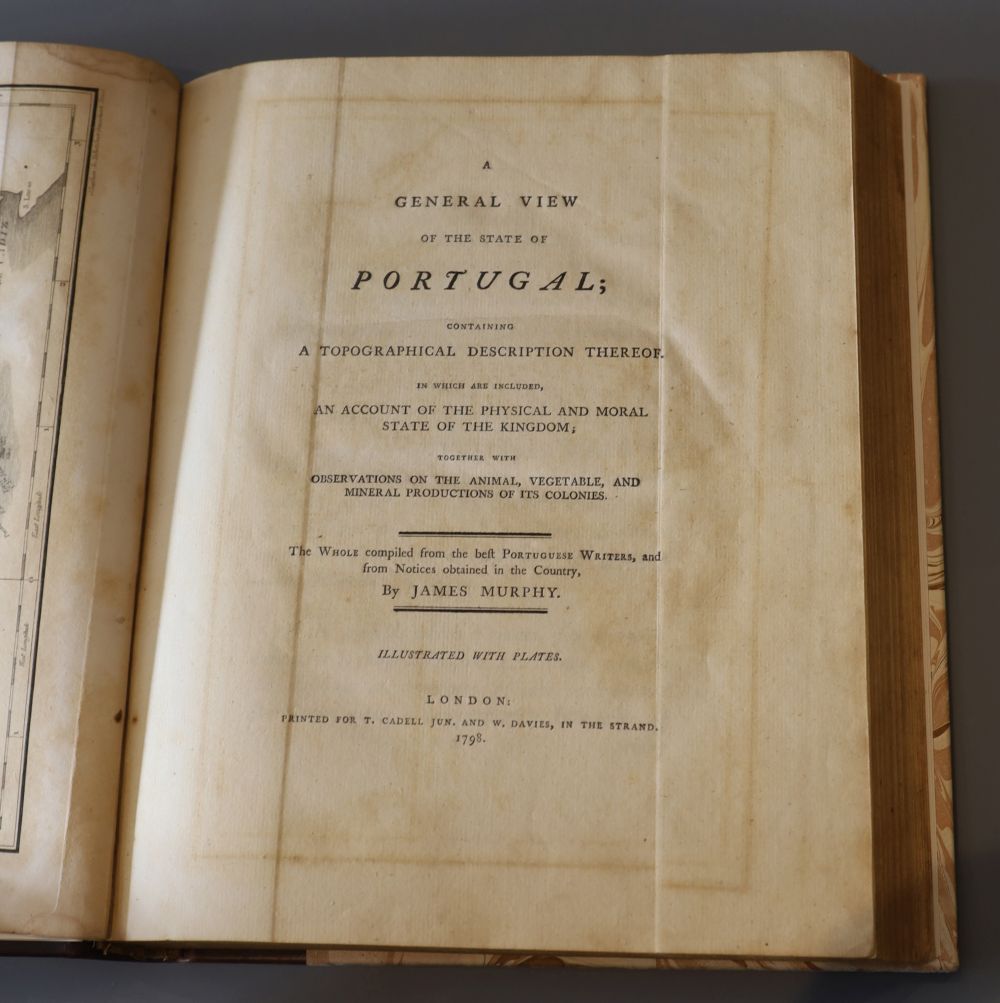 A
GENERAL VIEW
OF THE STATE OF
PORTUGAL;
CONTAINING
A TOPOGRAPHICAL DESCRIPTION THEREOF.
IN WHICH ARE INCLUDED,
AN ACCOUNT OF THE PHYSICAL AND MORAL
STATE OF THE KINGDOM;
TOGETHER WITH
OBSERVATIONS ON THE ANIMAL, VEGETABLE, AND
MINERAL PRODUCTIONS OF ITS COLONIES.
The WHOLE compiled from the beſt PORTUGUESE WRITERS, and
from Notices obtained in the Country,
By JAMES MURPHY.
ILLUSTRATED WITH PLATES.
LONDON:
PRINTED FOR T. CADELL JUN. AND W. DAVIES, IN THE STRAND.
1798.